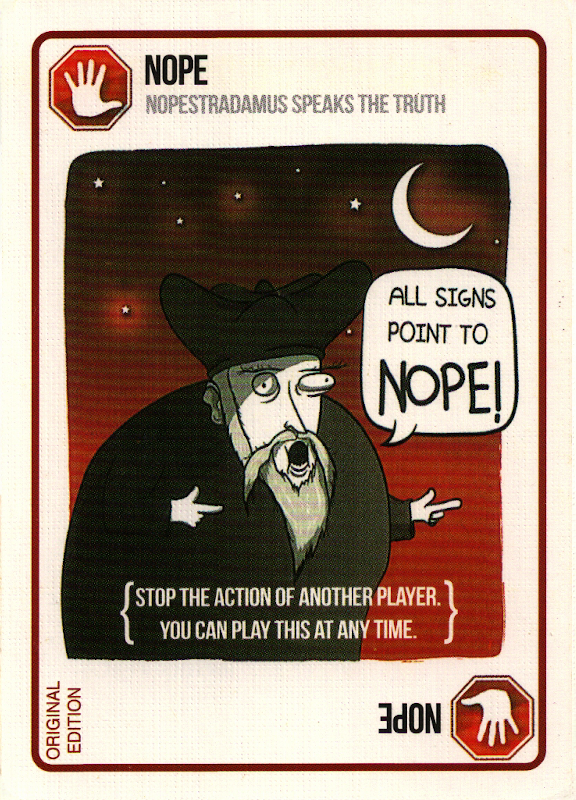 NOPE
NOPESTRADAMUS SPEAKS THE TRUTH
ALL SIGNS
POINT TO
NOPE!
STOP THE ACTION OF ANOTHER PLAYER.
YOU CAN PLAY THIS AT ANY TIME.
ORIGINAL
EDITION
NOPE